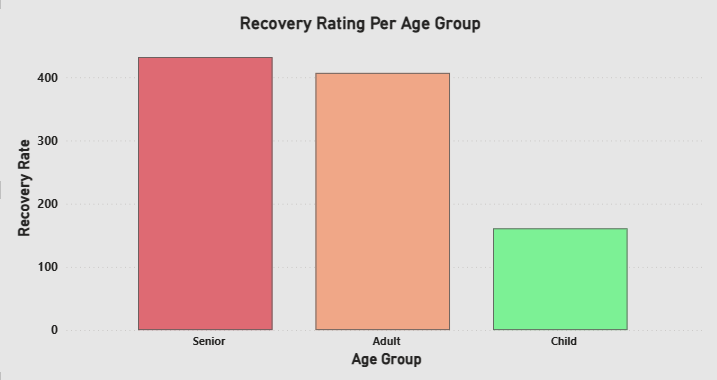 Recovery Rating Per Age Group
Recovery Rate
400
300
200
100
0
Senior Adult Child
Age Group